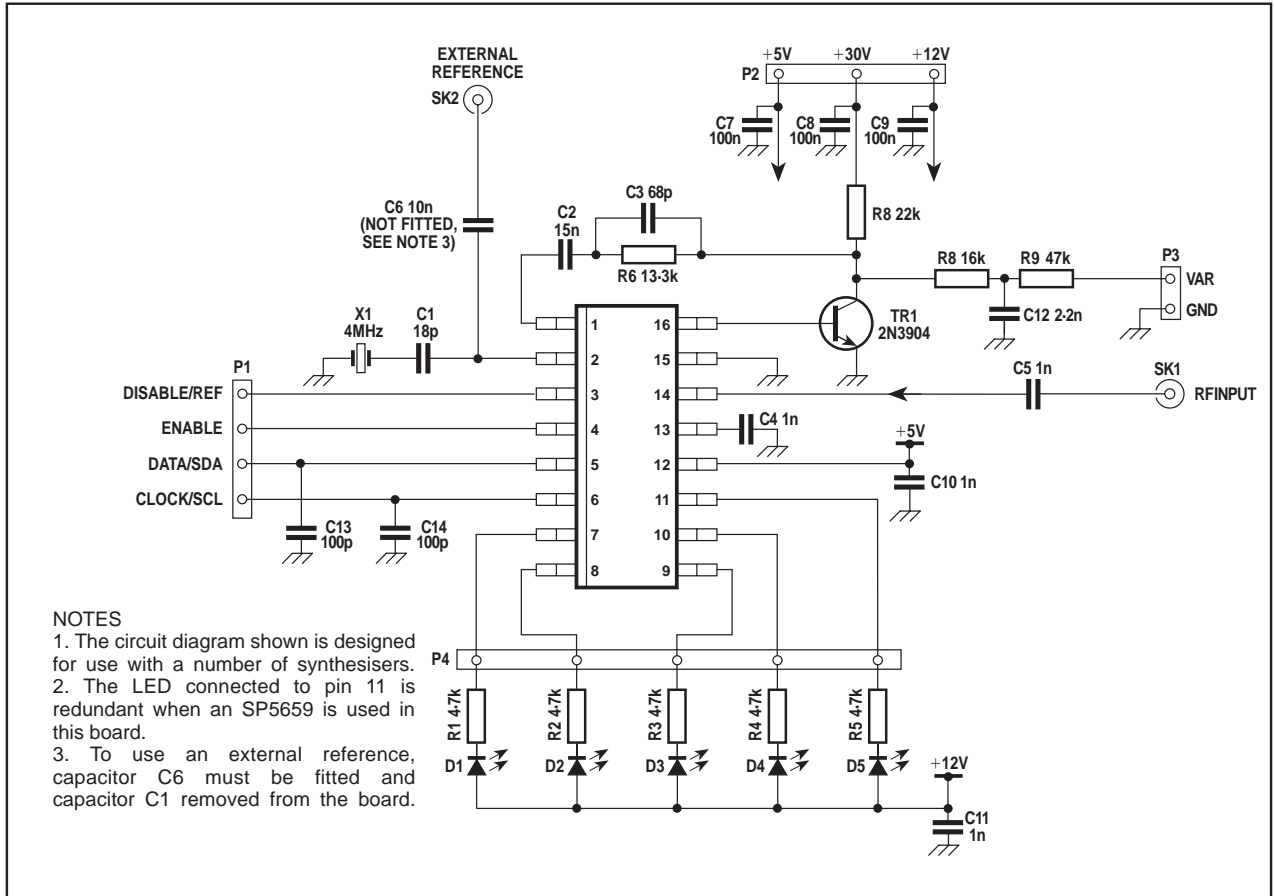 EXTERNAL
REFERENCE
SK2
+5V
+30V
+12V
P2
C7
100n
C8
100n
C9
100n
C6 10n
(NOT FITTED,
SEE NOTE 3)
C2
15n
C3 68p
R6 13·3k
R8 22k
R8 16k
R9 47k
P3
VAR
GND
C12 2·2n
TR1
2N3904
X1
4MHz
C1
18p
P1
DISABLE/REF
ENABLE
DATA/SDA
CLOCK/SCL
C13
100p
C14
100p
1
2
3
4
5
6
7
8
16
15
14
13
12
11
10
9
C5 1n
SK1
RFINPUT
C4 1n
+5V
C10 1n
NOTES
1. The circuit diagram shown is designed
for use with a number of synthesisers.
2. The LED connected to pin 11 is
redundant when an SP5659 is used in
this board.
3. To use an external reference,
capacitor C6 must be fitted and
capacitor C1 removed from the board.
P4
R1 4·7k
R2 4·7k
R3 4·7k
R4 4·7k
R5 4·7k
D1
D2
D3
D4
D5
+12V
C11
1n